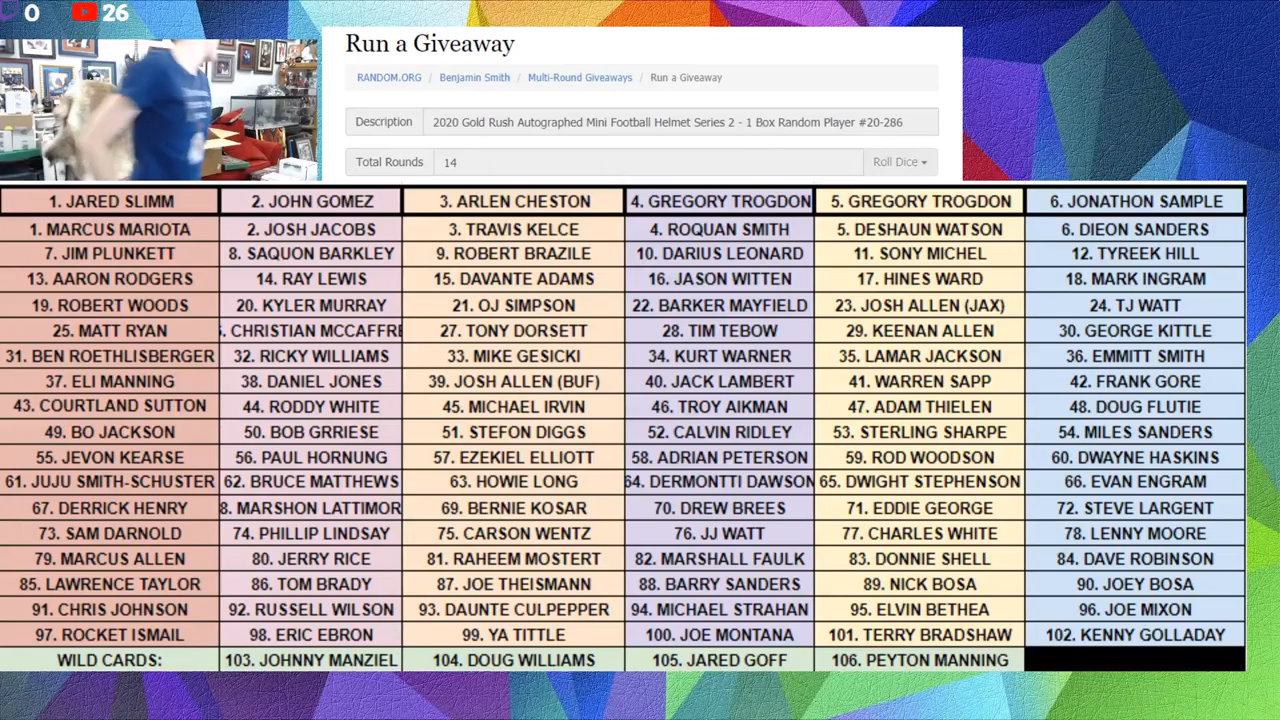 0 26
Run a Giveaway
RANDOM.ORG / Benjamin Smith / Multi-Round Giveaways / Run a Giveaway
Description 2020 Gold Rush Autographed Mini Football Helmet Series 2 - 1 Box Random Player #20-286
Total Rounds 14 Roll Dice
1. JARED SLIMM 2. JOHN GOMEZ 3. ARLEN CHESTON 4. GREGORY TROGDON 5. GREGORY TROGDON 6. JONATHON SAMPLE
1. MARCUS MARIOTA 2. JOSH JACOBS 3. TRAVIS KELCE 4. ROQUAN SMITH 5. DESHAUN WATSON 6. DIEON SANDERS
7. JIM PLUNKETT 8. SAQUON BARKLEY 9. ROBERT BRAZILE 10. DARIUS LEONARD 11. SONY MICHEL 12. TYREEK HILL
13. AARON RODGERS 14. RAY LEWIS 15. DAVANTE ADAMS 16. JASON WITTEN 17. HINES WARD 18. MARK INGRAM
19. ROBERT WOODS 20. KYLER MURRAY 21. OJ SIMPSON 22. BARKER MAYFIELD 23. JOSH ALLEN (JAX) 24. TJ WATT
25. MATT RYAN . CHRISTIAN MCCAFFRE 27. TONY DORSETT 28. TIM TEBOW 29. KEENAN ALLEN 30. GEORGE KITTLE
31. BEN ROETHLISBERGER 32. RICKY WILLIAMS 33. MIKE GESICKI 34. KURT WARNER 35. LAMAR JACKSON 36. EMMITT SMITH
37. ELI MANNING 38. DANIEL JONES 39. JOSH ALLEN (BUF) 40. JACK LAMBERT 41. WARREN SAPP 42. FRANK GORE
43. COURTLAND SUTTON 44. RODDY WHITE 45. MICHAEL IRVIN 46. TROY AIKMAN 47. ADAM THIELEN 48. DOUG FLUTIE
49. BO JACKSON 50. BOB GRRIESE 51. STEFON DIGGS 52. CALVIN RIDLEY 53. STERLING SHARPE 54. MILES SANDERS
55. JEVON KEARSE 56. PAUL HORNUNG 57. EZEKIEL ELLIOTT 58. ADRIAN PETERSON 59. ROD WOODSON 60. DWAYNE HASKINS
61. JUJU SMITH-SCHUSTER 62. BRUCE MATTHEWS 63. HOWIE LONG 64. DERMONTTI DAWSON 65. DWIGHT STEPHENSON 66. EVAN ENGRAM
67. DERRICK HENRY 8. MARSHON LATTIMOR 69. BERNIE KOSAR 70. DREW BREES 71. EDDIE GEORGE 72. STEVE LARGENT
73. SAM DARNOLD 74. PHILLIP LINDSAY 75. CARSON WENTZ 76. JJ WATT 77. CHARLES WHITE 78. LENNY MOORE
79. MARCUS ALLEN 80. JERRY RICE 81. RAHEEM MOSTERT 82. MARSHALL FAULK 83. DONNIE SHELL 84. DAVE ROBINSON
85. LAWRENCE TAYLOR 86. TOM BRADY 87. JOE THEISMANN 88. BARRY SANDERS 89. NICK BOSA 90. JOEY BOSA
91. CHRIS JOHNSON 92. RUSSELL WILSON 93. DAUNTE CULPEPPER 94. MICHAEL STRAHAN 95. ELVIN BETHEA 96. JOE MIXON
97. ROCKET ISMAIL 98. ERIC EBRON 99. YA TITTLE 100. JOE MONTANA 101. TERRY BRADSHAW 102. KENNY GOLLADAY
WILD CARDS: 103. JOHNNY MANZIEL 104. DOUG WILLIAMS 105. JARED GOFF 106. PEYTON MANNING